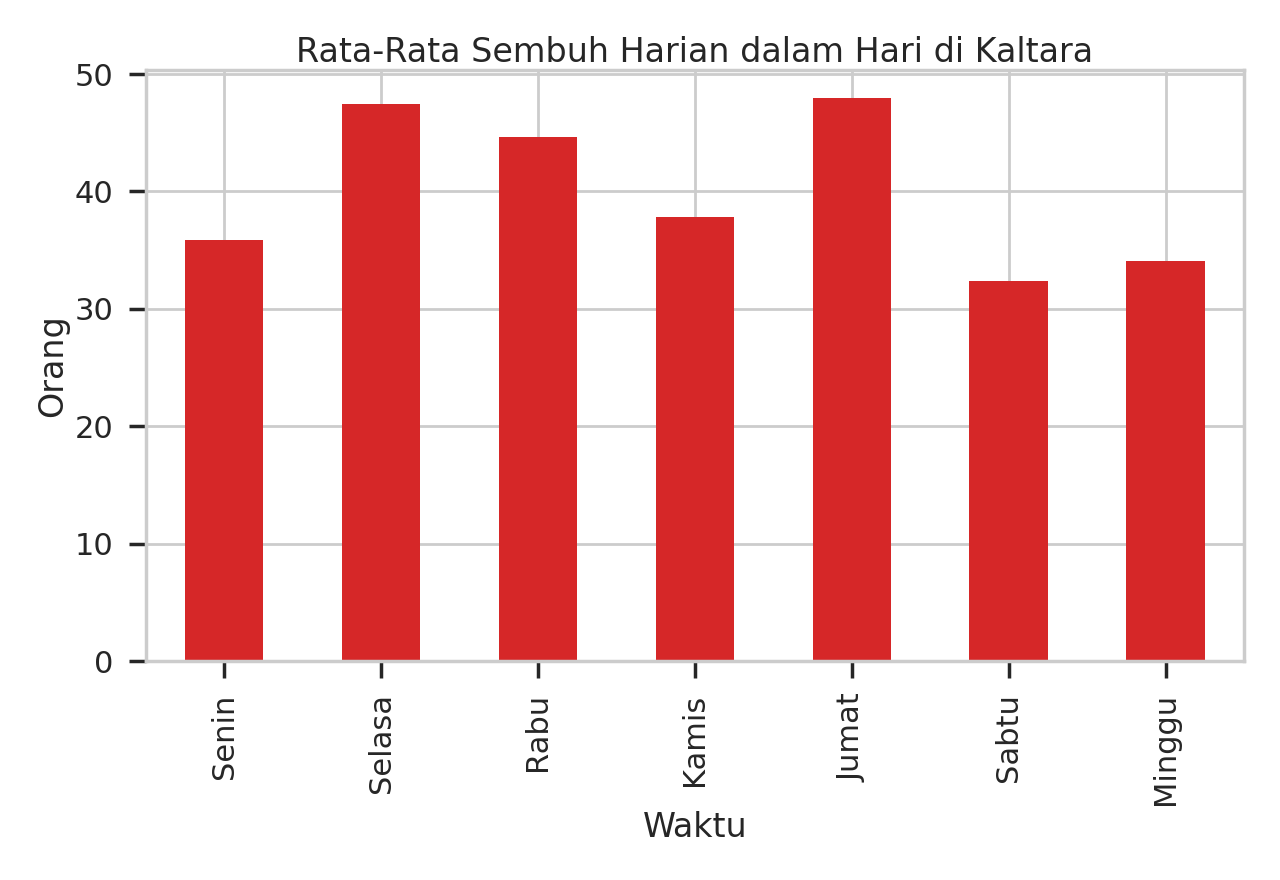 Rata-Rata Sembuh Harian dalam Hari di Kaltara
50
40
30
20
10
0
Orang
Senin
Selasa
Rabu
Kamis
Jumat
Sabtu
Minggu
Waktu